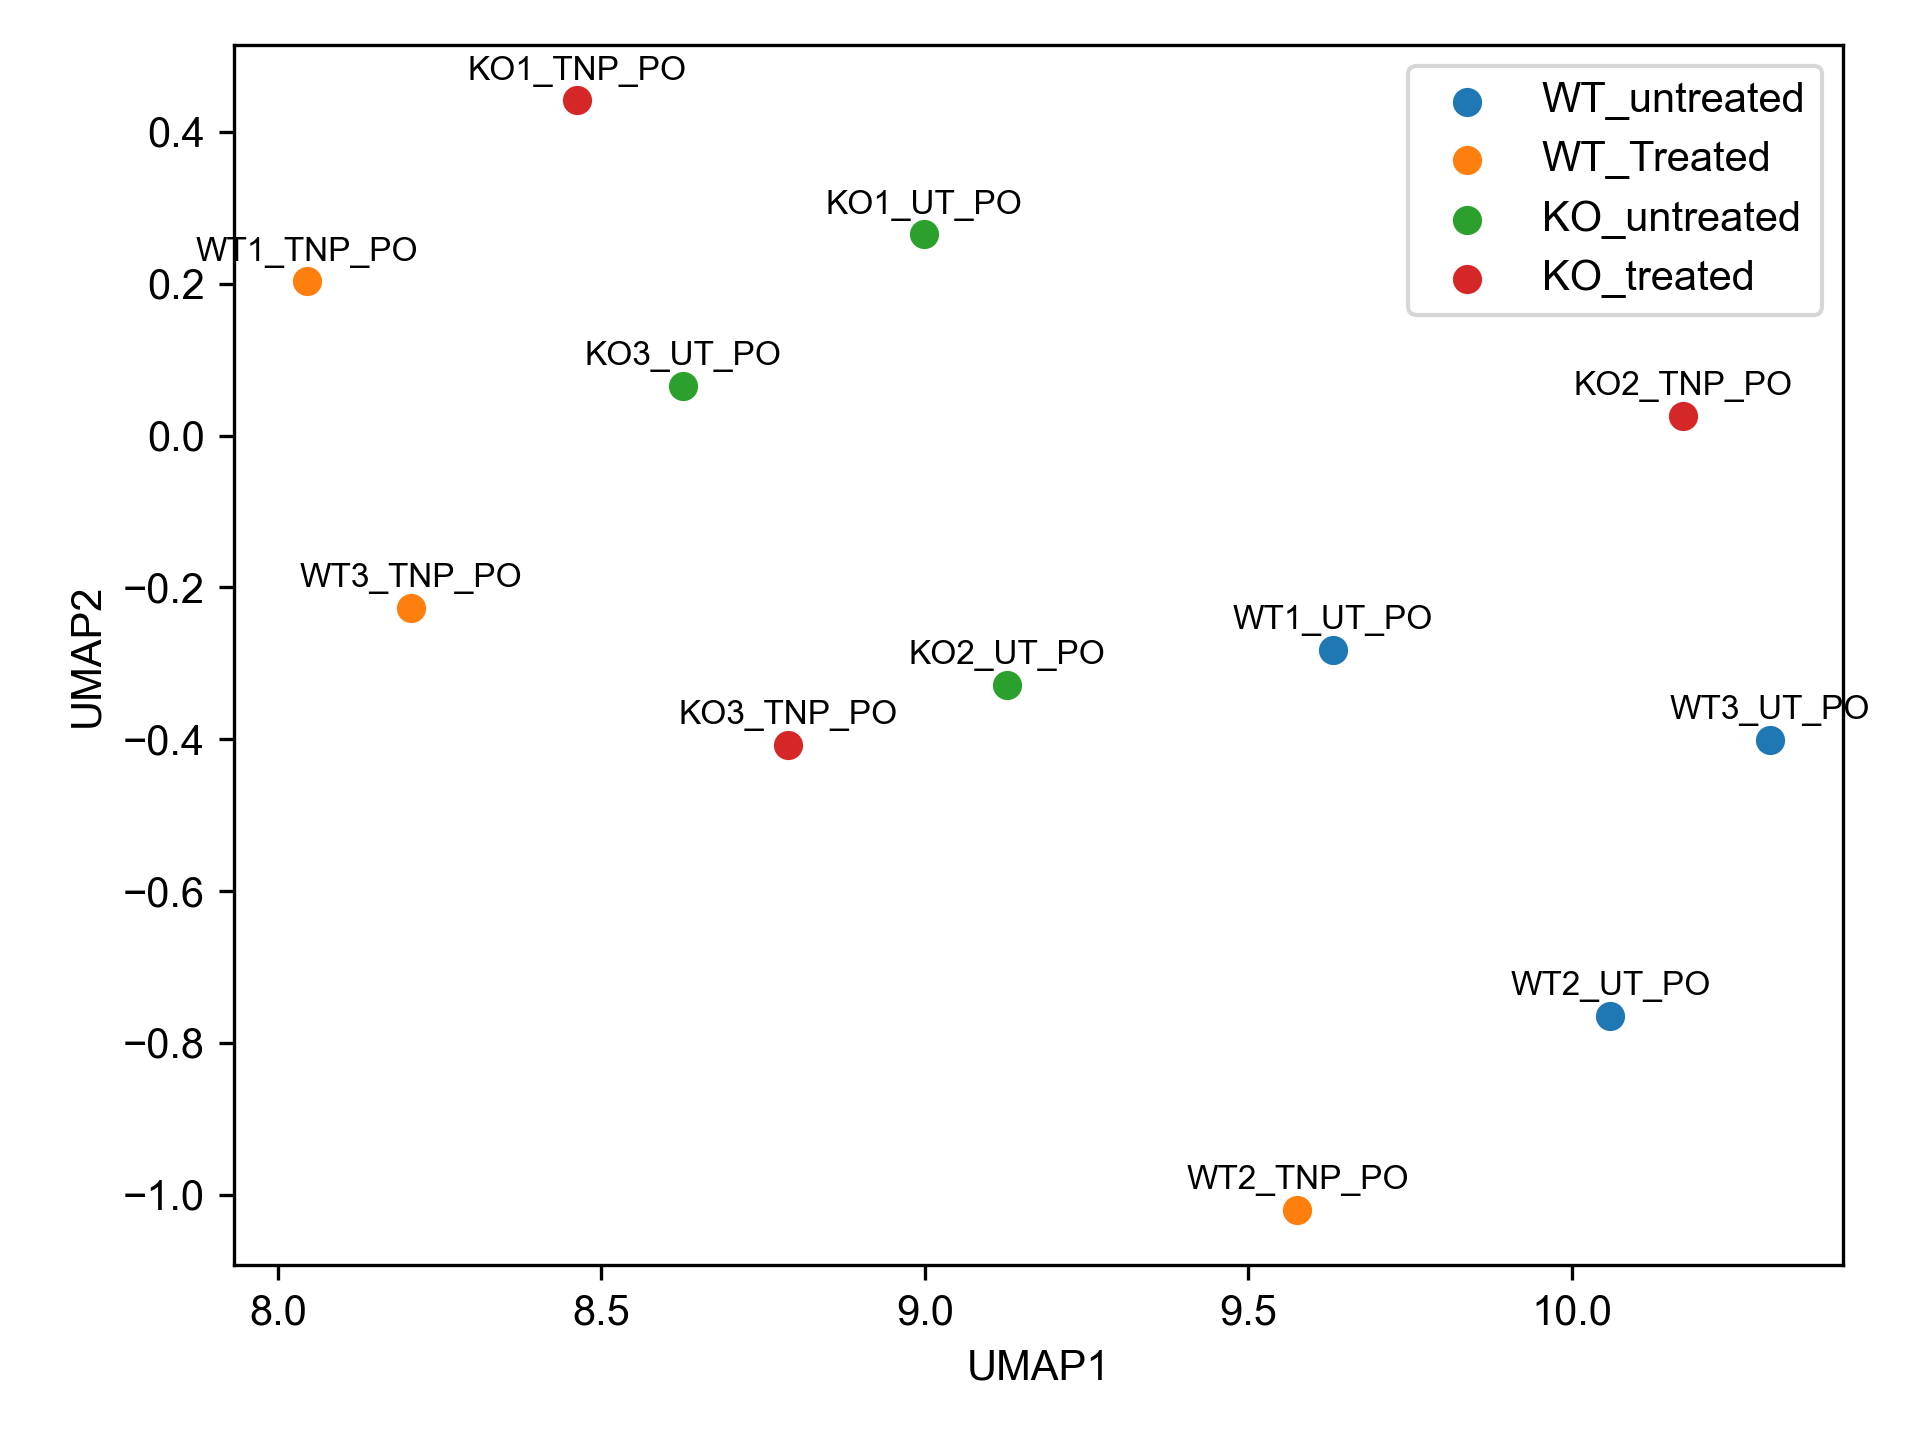 KO1_TNP_PO
WT_untreated
WT_Treated
KO_untreated
KO_treated
KO1_UT_PO
WT1_TNP_PO
KO3_UT_PO
KO2_TNP_PO
WT3_TNP_PO
WT1_UT_PO
KO2_UT_PO
KO3_TNP_PO
WT3_UT_PO
WT2_UT_PO
WT2_TNP_PO
0.4
0.2
0.0
−0.2
−0.4
−0.6
−0.8
−1.0
UMAP2
8.0
8.5
9.0
9.5
10.0
UMAP1